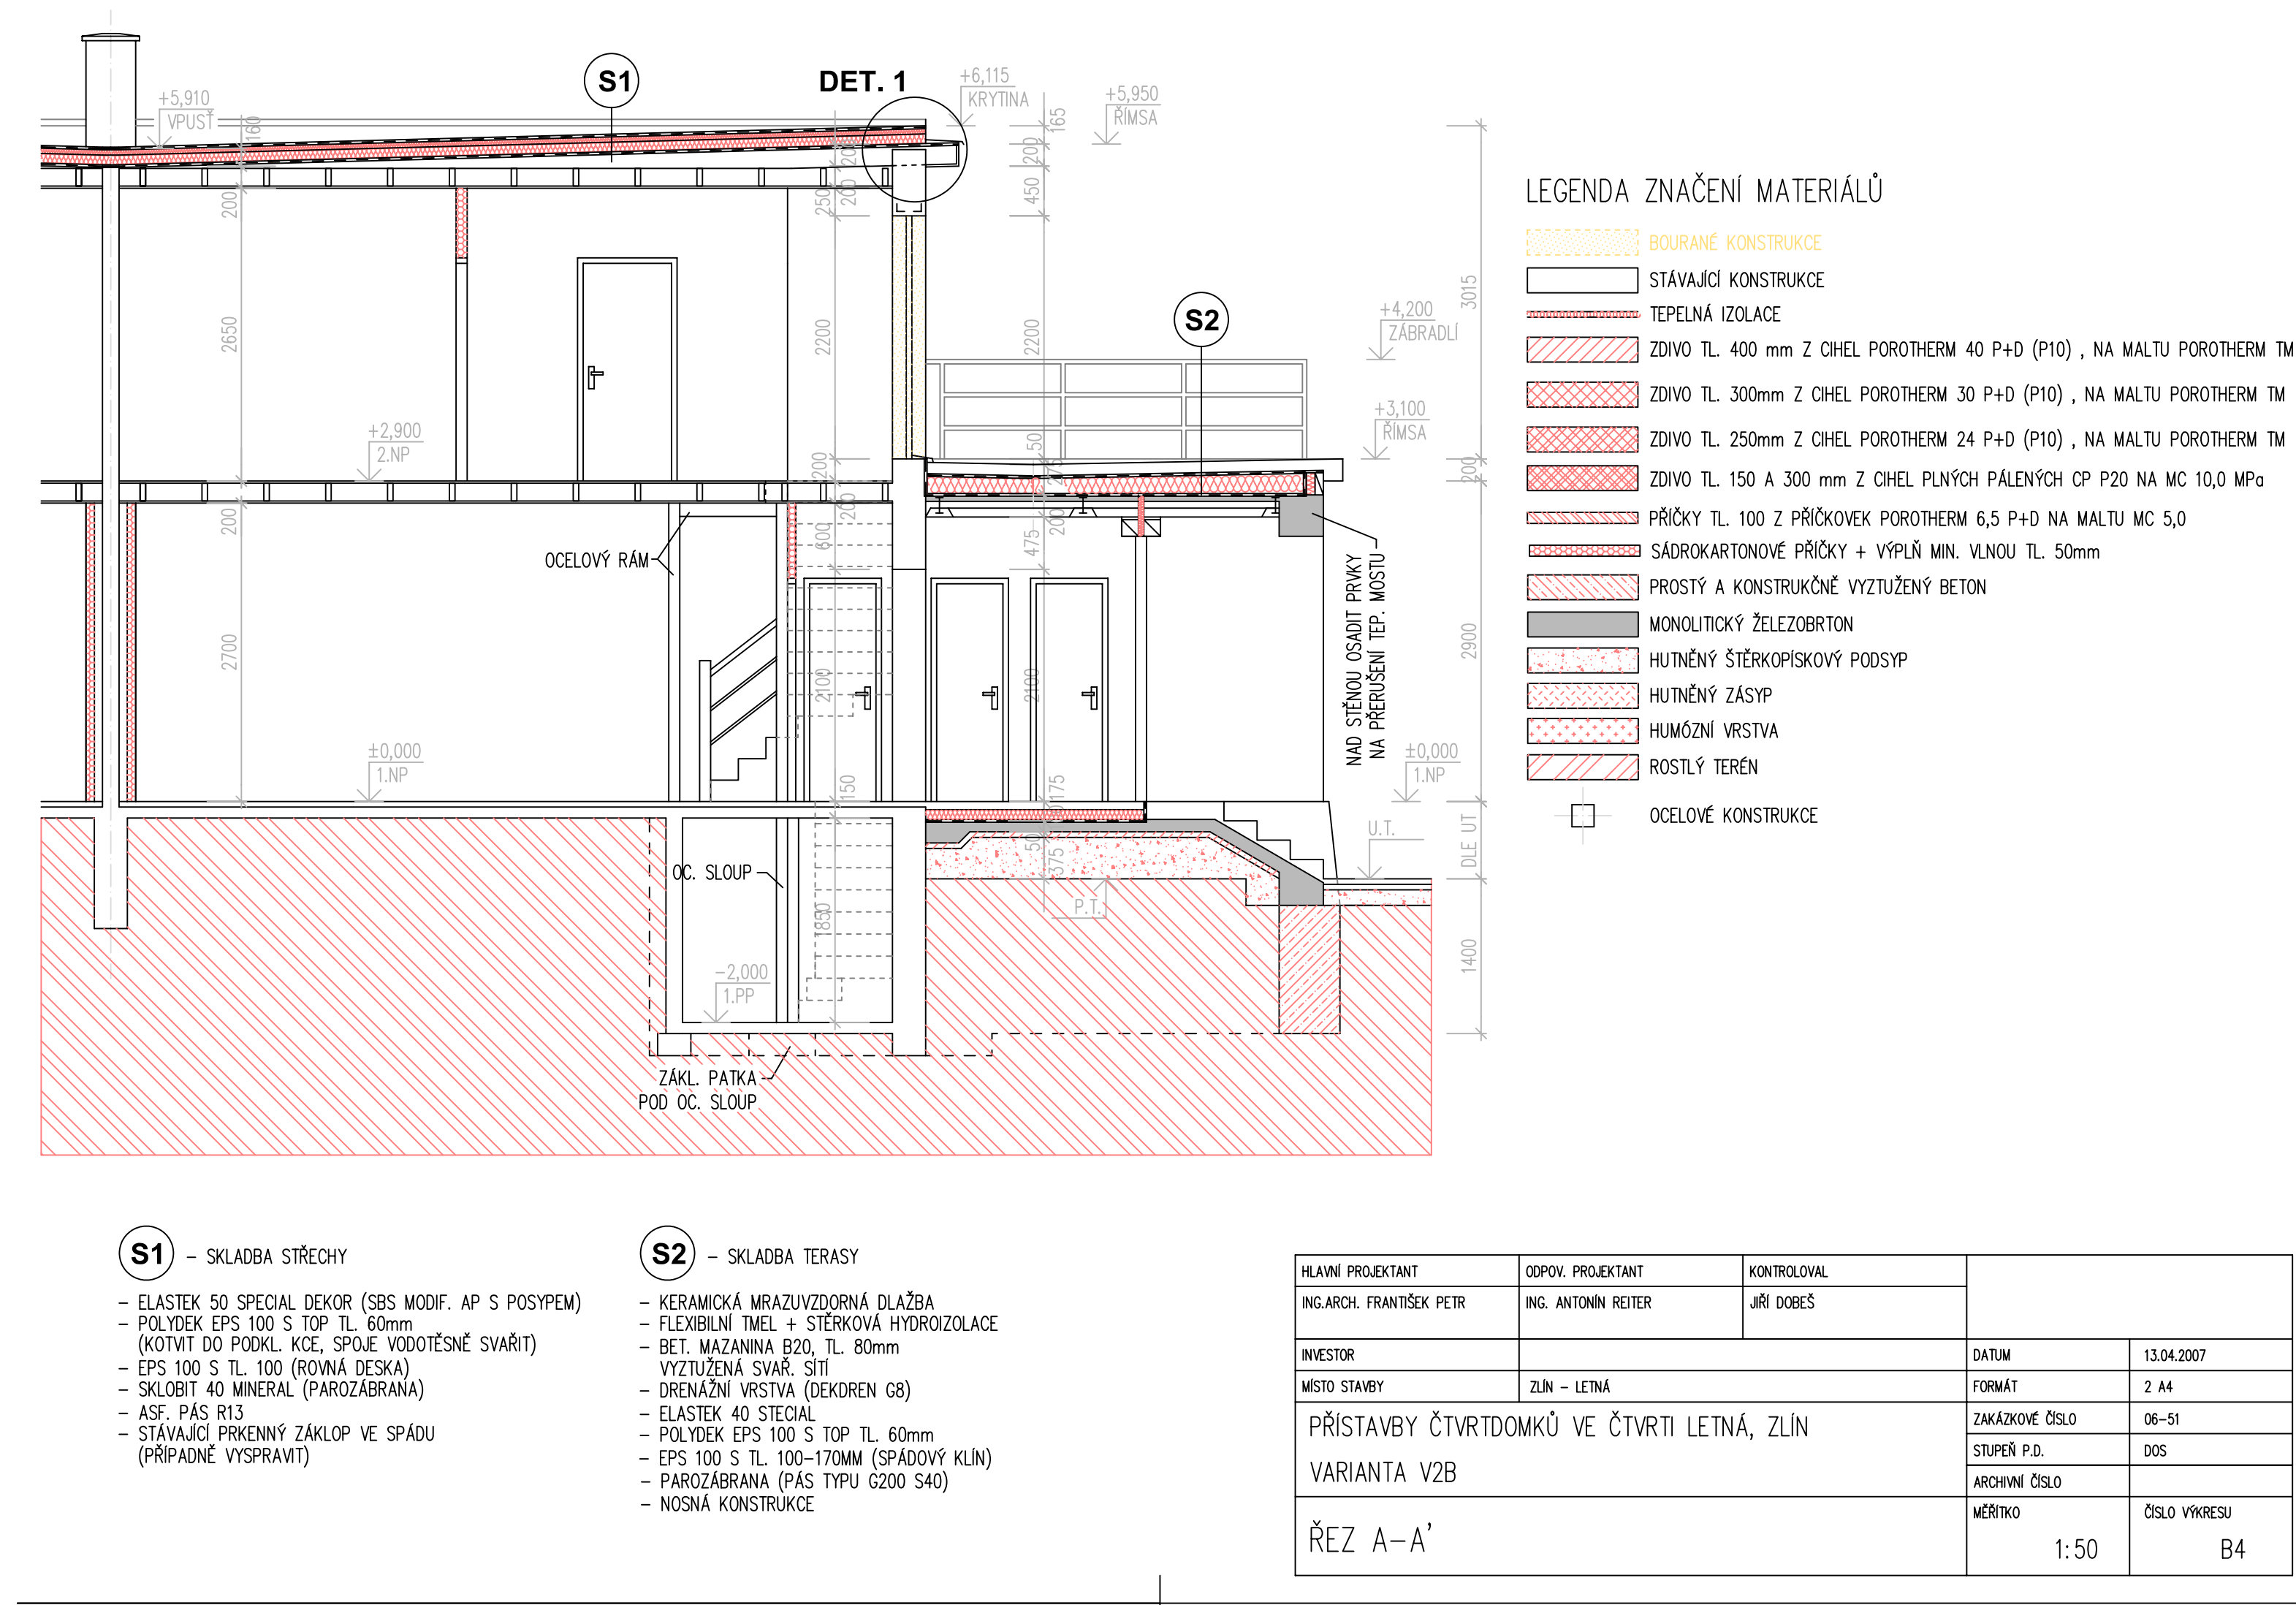 S1
DET. 1
+6,115
KRYTINA
+5,950
ŘÍMSA
+5,910
VPUSŤ
160
165
200
200
450
200
250
200
3015
LEGENDA ZNAČENÍ MATERIÁLŮ
BOURANÉ KONSTRUKCE
STÁVAJÍCÍ KONSTRUKCE
TEPELNÁ IZOLACE
ZDIVO TL. 400 mm Z CIHEL POROTHERM 40 P+D (P10) , NA MALTU POROTHERM TM
ZDIVO TL. 300mm Z CIHEL POROTHERM 30 P+D (P10) , NA MALTU POROTHERM TM
ZDIVO TL. 250mm Z CIHEL POROTHERM 24 P+D (P10) , NA MALTU POROTHERM TM
ZDIVO TL. 150 A 300 mm Z CIHEL PLNÝCH PÁLENÝCH CP P20 NA MC 10,0 MPa
PŘÍČKY TL. 100 Z PŘÍČKOVEK POROTHERM 6,5 P+D NA MALTU MC 5,0
SÁDROKARTONOVÉ PŘÍČKY + VÝPLŇ MIN. VLNOU TL. 50mm
PROSTÝ A KONSTRUKČNĚ VYZTUŽENÝ BETON
MONOLITICKÝ ŽELEZOBRTON
HUTNĚNÝ ŠTĚRKOPÍSKOVÝ PODSYP
HUTNĚNÝ ZÁSYP
HUMÓZNÍ VRSTVA
ROSTLÝ TERÉN
OCELOVÉ KONSTRUKCE
2650
2200
2200
S2
+4,200
ZÁBRADLÍ
+3,100
ŘÍMSA
+2,900
2.NP
50
200
200
200
200
600
475
200
OCELOVÝ RÁM
NAD STĚNOU OSADIT PRVKY
NA PŘERUŠENÍ TEP. MOSTU
2700
2100
2100
2900
±0,000
1.NP
±0,000
1.NP
150
175
50
375
U.T.
DLE UT
P.T.
OC. SLOUP
1850
1400
-2,000
1.PP
ZÁKL. PATKA
POD OC. SLOUP
S1 – SKLADBA STŘECHY
– ELASTEK 50 SPECIAL DEKOR (SBS MODIF. AP S POSYPEM)
– POLYDEK EPS 100 S TOP TL. 60mm
(KOTVIT DO PODKL. KCE, SPOJE VODOTĚSNĚ SVAŘIT)
– EPS 100 S TL. 100 (ROVNÁ DESKA)
– SKLOBIT 40 MINERAL (PAROZÁBRANA)
– ASF. PÁS R13
– STÁVAJÍCÍ PRKENNÝ ZÁKLOP VE SPÁDU
(PŘÍPADNĚ VYSPRAVIT)
S2 – SKLADBA TERASY
– KERAMICKÁ MRAZUVZDORNÁ DLAŽBA
– FLEXIBILNÍ TMEL + STĚRKOVÁ HYDROIZOLACE
– BET. MAZANINA B20, TL. 80mm
VYZTUŽENÁ SVAŘ. SÍTÍ
– DRENÁŽNÍ VRSTVA (DEKDREN G8)
– ELASTEK 40 STECIAL
– POLYDEK EPS 100 S TOP TL. 60mm
– EPS 100 S TL. 100–170MM (SPÁDOVÝ KLÍN)
– PAROZÁBRANA (PÁS TYPU G200 S40)
– NOSNÁ KONSTRUKCE
HLAVNÍ PROJEKTANT ODPOV. PROJEKTANT KONTROLOVAL
ING.ARCH. FRANTIŠEK PETR ING. ANTONÍN REITER JIŘÍ DOBEŠ
INVESTOR DATUM 13.04.2007
MÍSTO STAVBY ZLÍN – LETNÁ FORMÁT 2 A4
PŘÍSTAVBY ČTVRTDOMKŮ VE ČTVRTI LETNÁ, ZLÍN
VARIANTA V2B
ZAKÁZKOVÉ ČÍSLO 06–51
STUPEŇ P.D. DOS
ARCHIVNÍ ČÍSLO
ŘEZ A–A'
MĚŘÍTKO ČÍSLO VÝKRESU
1:50 B4